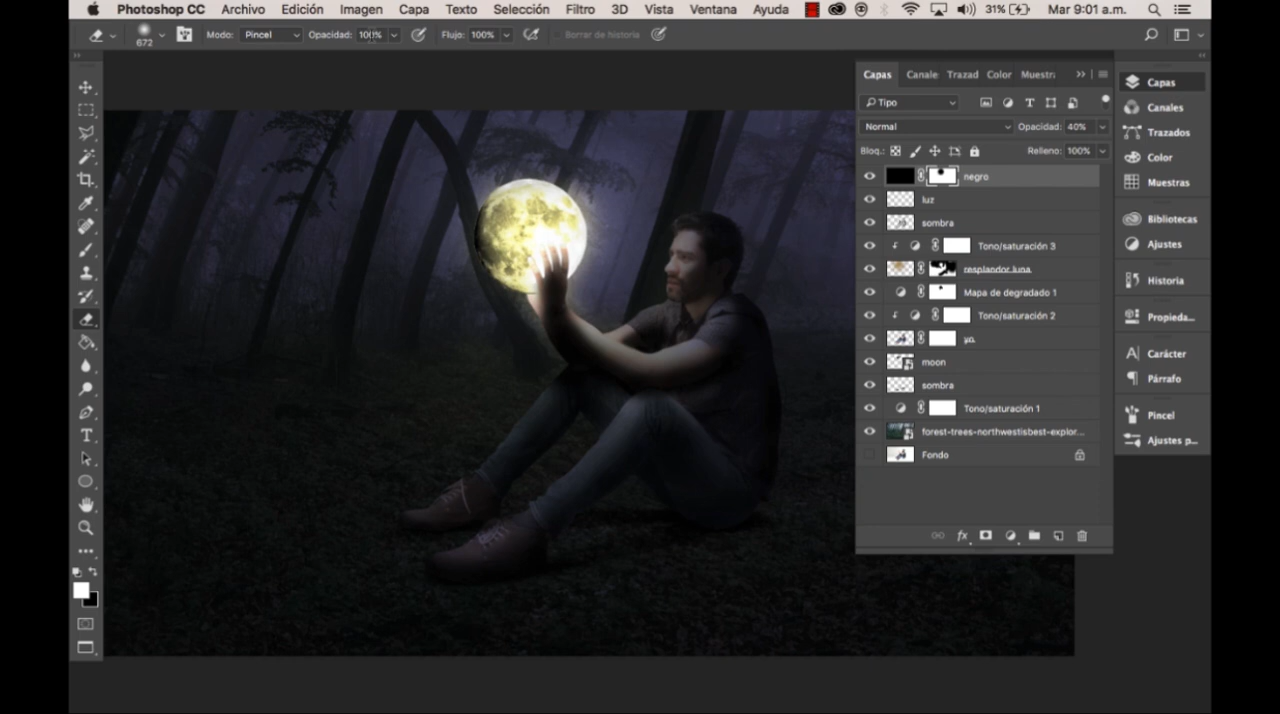 Photoshop CC Archivo Edición Imagen Capa Texto Selección Filtro 3D Vista Ventana Ayuda 31% Mar 9:01 a.m.
672 Modo: Pincel Opacidad: 100% Flujo: 100% Borrar de historia
Capas Canale Trazad Color Muestra
Tipo
Normal Opacidad: 40%
Bloq.: Relleno: 100%
negro
luz
sombra
Tono/saturación 3
resplandor luna
Mapa de degradado 1
Tono/saturación 2
yo
moon
sombra
Tono/saturación 1
forest-trees-northwestisbest-explor...
Fondo
fx
Capas
Canales
Trazados
Color
Muestras
Bibliotecas
Ajustes
Historia
Propieda...
Carácter
Párrafo
Pincel
Ajustes p...